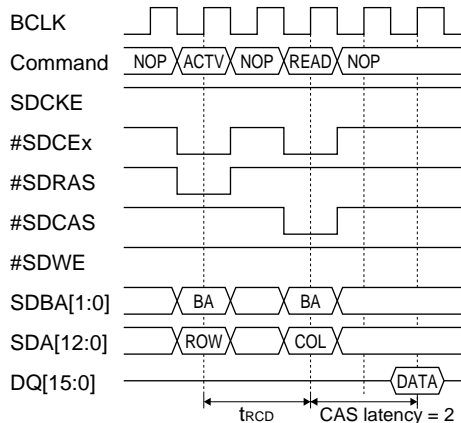 BCLK
Command NOP ACTV NOP READ NOP
SDCKE
#SDCEx
#SDRAS
#SDCAS
#SDWE
SDBA[1:0] BA BA
SDA[12:0] ROW COL
DQ[15:0] DATA
tRCD CAS latency = 2